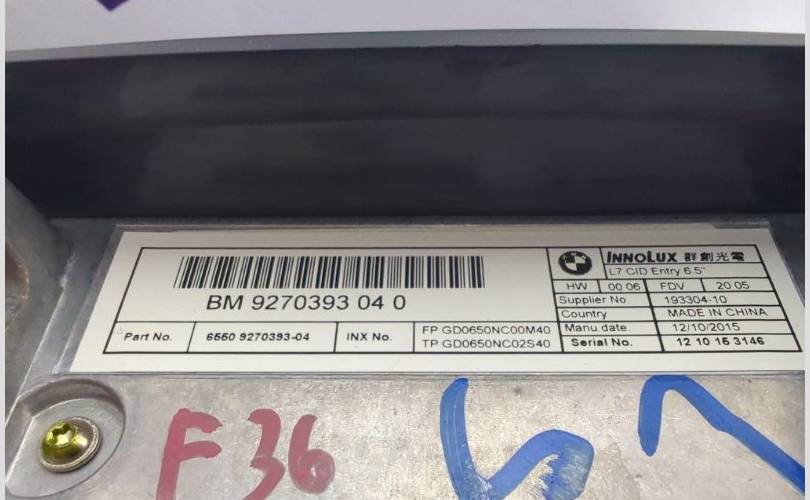 INNOLUX 群創光電
L7 CID Entry 6.5"
HW 00 06 FDV 20 05
Supplier No 193304-10
Country MADE IN CHINA
Manu date 12/10/2015
Serial No. 12 10 15 3146
BM 9270393 04 0
Part No. 6550 9270393-04 INX No. FP GD0650NC00M40
TP GD0650NC02S40
F36